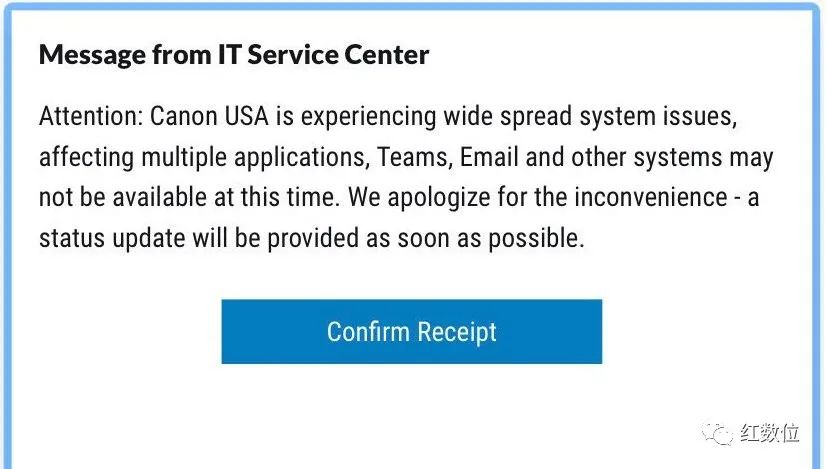 Message from IT Service Center
Attention: Canon USA is experiencing wide spread system issues,
affecting multiple applications, Teams, Email and other systems may
not be available at this time. We apologize for the inconvenience - a
status update will be provided as soon as possible.
Confirm Receipt
红数位